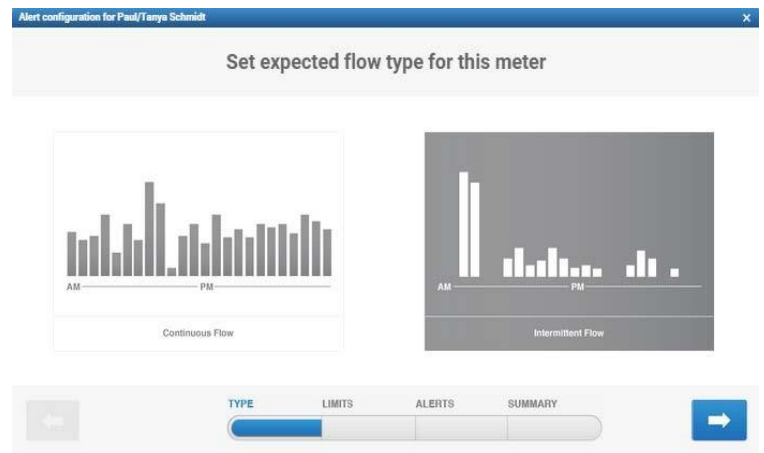 Alert configuration for Paul/Tanya Schmidt X
Set expected flow type for this meter
AM PM
AM PM
Continuous Flow
Intermittent Flow
TYPE LIMITS ALERTS SUMMARY